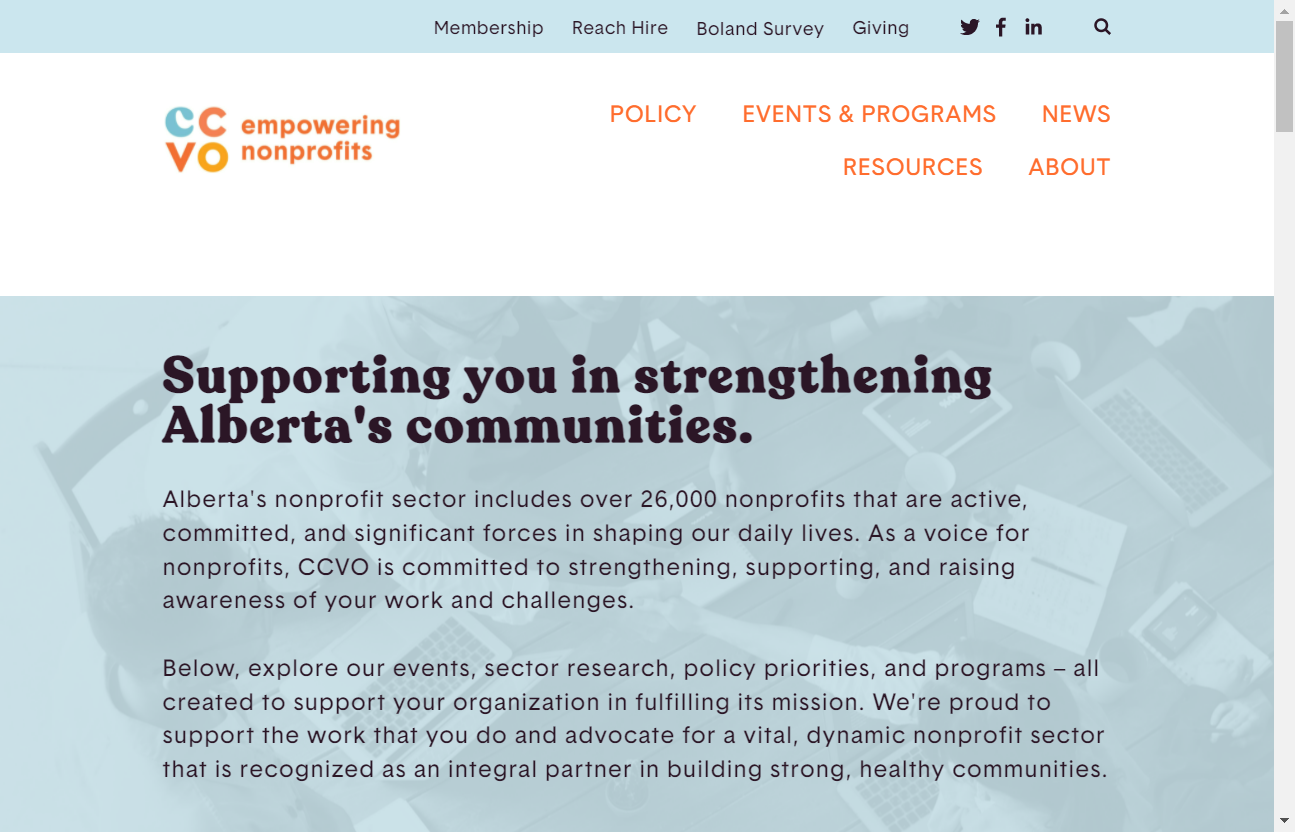 Membership Reach Hire Boland Survey Giving
CC
VO
empowering
nonprofits
POLICY EVENTS & PROGRAMS NEWS
RESOURCES ABOUT
Supporting you in strengthening
Alberta's communities.
Alberta's nonprofit sector includes over 26,000 nonprofits that are active,
committed, and significant forces in shaping our daily lives. As a voice for
nonprofits, CCVO is committed to strengthening, supporting, and raising
awareness of your work and challenges.
Below, explore our events, sector research, policy priorities, and programs – all
created to support your organization in fulfilling its mission. We're proud to
support the work that you do and advocate for a vital, dynamic nonprofit sector
that is recognized as an integral partner in building strong, healthy communities.